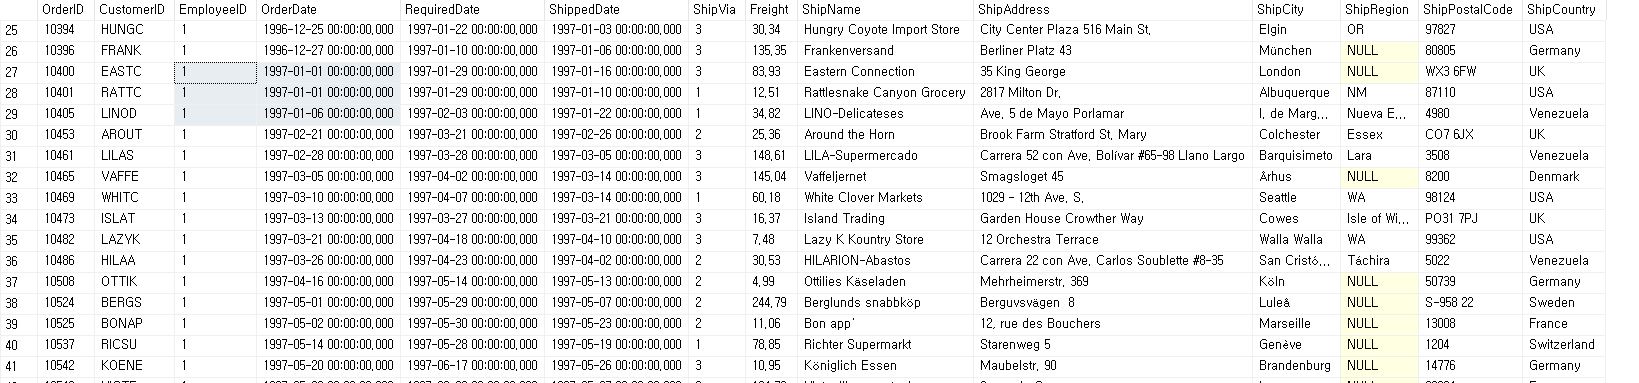 OrderID CustomerID EmployeeID OrderDate RequiredDate ShippedDate ShipVia Freight ShipName ShipAddress ShipCity ShipRegion ShipPostalCode ShipCountry
25 10394 HUNGC 1 1996-12-25 00:00:00,000 1997-01-22 00:00:00,000 1997-01-03 00:00:00,000 3 30,34 Hungry Coyote Import Store City Center Plaza 516 Main St, Elgin OR 97827 USA
26 10396 FRANK 1 1996-12-27 00:00:00,000 1997-01-10 00:00:00,000 1997-01-06 00:00:00,000 3 135,35 Frankenversand Berliner Platz 43 München NULL 80805 Germany
27 10400 EASTC 1 1997-01-01 00:00:00,000 1997-01-29 00:00:00,000 1997-01-16 00:00:00,000 3 83,93 Eastern Connection 35 King George London NULL WX3 6FW UK
28 10401 RATTC 1 1997-01-01 00:00:00,000 1997-01-29 00:00:00,000 1997-01-10 00:00:00,000 1 12,51 Rattlesnake Canyon Grocery 2817 Milton Dr, Albuquerque NM 87110 USA
29 10405 LINOD 1 1997-01-06 00:00:00,000 1997-02-03 00:00:00,000 1997-01-22 00:00:00,000 1 34,82 LINO-Delicateses Ave, 5 de Mayo Porlamar I, de Marg,,, Nueva E,,, 4980 Venezuela
30 10453 AROUT 1 1997-02-21 00:00:00,000 1997-03-21 00:00:00,000 1997-02-26 00:00:00,000 2 25,36 Around the Horn Brook Farm Stratford St, Mary Colchester Essex CO7 6JX UK
31 10461 LILAS 1 1997-02-28 00:00:00,000 1997-03-28 00:00:00,000 1997-03-05 00:00:00,000 3 148,61 LILA-Supermercado Carrera 52 con Ave, Bolívar #65-98 Llano Largo Barquisimeto Lara 3508 Venezuela
32 10465 VAFFE 1 1997-03-05 00:00:00,000 1997-04-02 00:00:00,000 1997-03-14 00:00:00,000 3 145,04 Vaffeljernet Smagsloget 45 Århus NULL 8200 Denmark
33 10469 WHITC 1 1997-03-10 00:00:00,000 1997-04-07 00:00:00,000 1997-03-14 00:00:00,000 1 60,18 White Clover Markets 1029 - 12th Ave, S, Seattle WA 98124 USA
34 10473 ISLAT 1 1997-03-13 00:00:00,000 1997-03-27 00:00:00,000 1997-03-21 00:00:00,000 3 16,37 Island Trading Garden House Crowther Way Cowes Isle of Wi,,, PO31 7PJ UK
35 10482 LAZYK 1 1997-03-21 00:00:00,000 1997-04-18 00:00:00,000 1997-04-10 00:00:00,000 3 7,48 Lazy K Kountry Store 12 Orchestra Terrace Walla Walla WA 99362 USA
36 10486 HILAA 1 1997-03-26 00:00:00,000 1997-04-23 00:00:00,000 1997-04-02 00:00:00,000 2 30,53 HILARION-Abastos Carrera 22 con Ave, Carlos Soublette #8-35 San Cristó,,, Táchira 5022 Venezuela
37 10508 OTTIK 1 1997-04-16 00:00:00,000 1997-05-14 00:00:00,000 1997-05-13 00:00:00,000 2 4,99 Ottilies Käseladen Mehrheimerstr, 369 Köln NULL 50739 Germany
38 10524 BERGS 1 1997-05-01 00:00:00,000 1997-05-29 00:00:00,000 1997-05-07 00:00:00,000 2 244,79 Berglunds snabbköp Berguvsvägen 8 Luleå NULL S-958 22 Sweden
39 10525 BONAP 1 1997-05-02 00:00:00,000 1997-05-30 00:00:00,000 1997-05-23 00:00:00,000 2 11,06 Bon app' 12, rue des Bouchers Marseille NULL 13008 France
40 10537 RICSU 1 1997-05-14 00:00:00,000 1997-05-28 00:00:00,000 1997-05-19 00:00:00,000 1 78,85 Richter Supermarkt Starenweg 5 Genève NULL 1204 Switzerland
41 10542 KOENE 1 1997-05-20 00:00:00,000 1997-06-17 00:00:00,000 1997-05-26 00:00:00,000 3 10,95 Königlich Essen Maubelstr, 90 Brandenburg NULL 14776 Germany